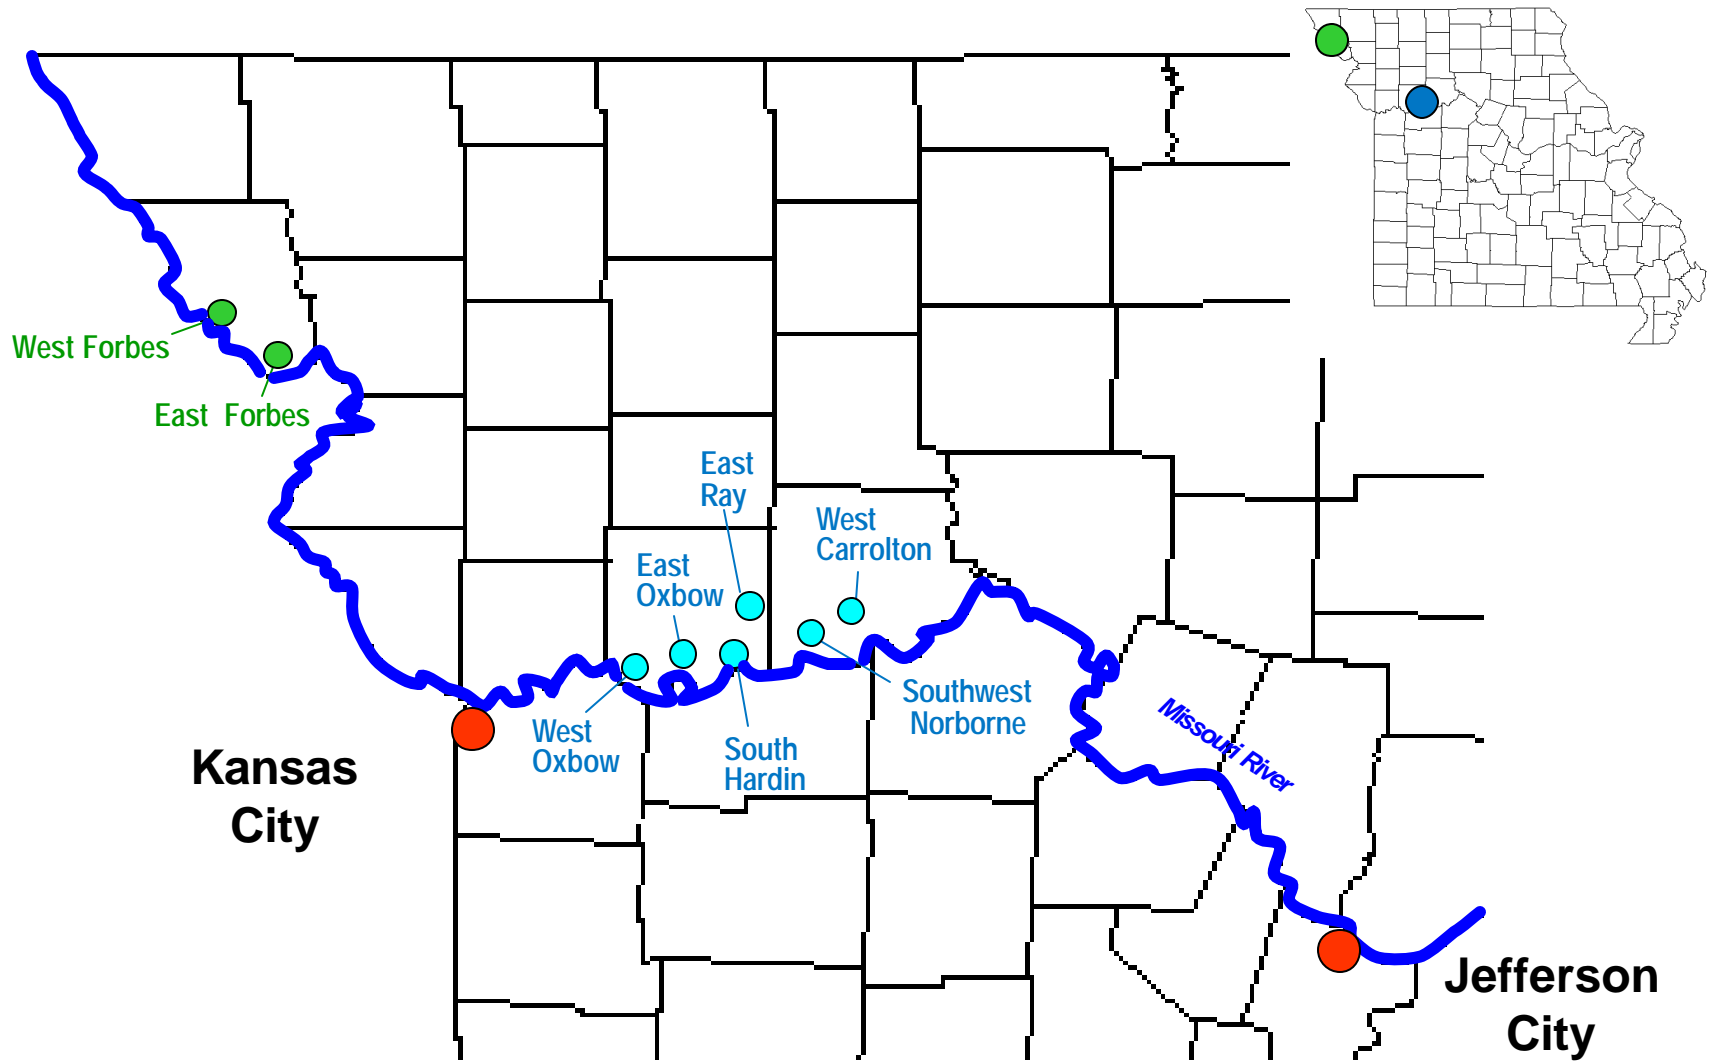 West Forbes
East Forbes
East
Ray
West
Carrolton
East
Oxbow
West
Oxbow
South
Hardin
Southwest
Norborne
Missouri River
Kansas
City
Jefferson
City